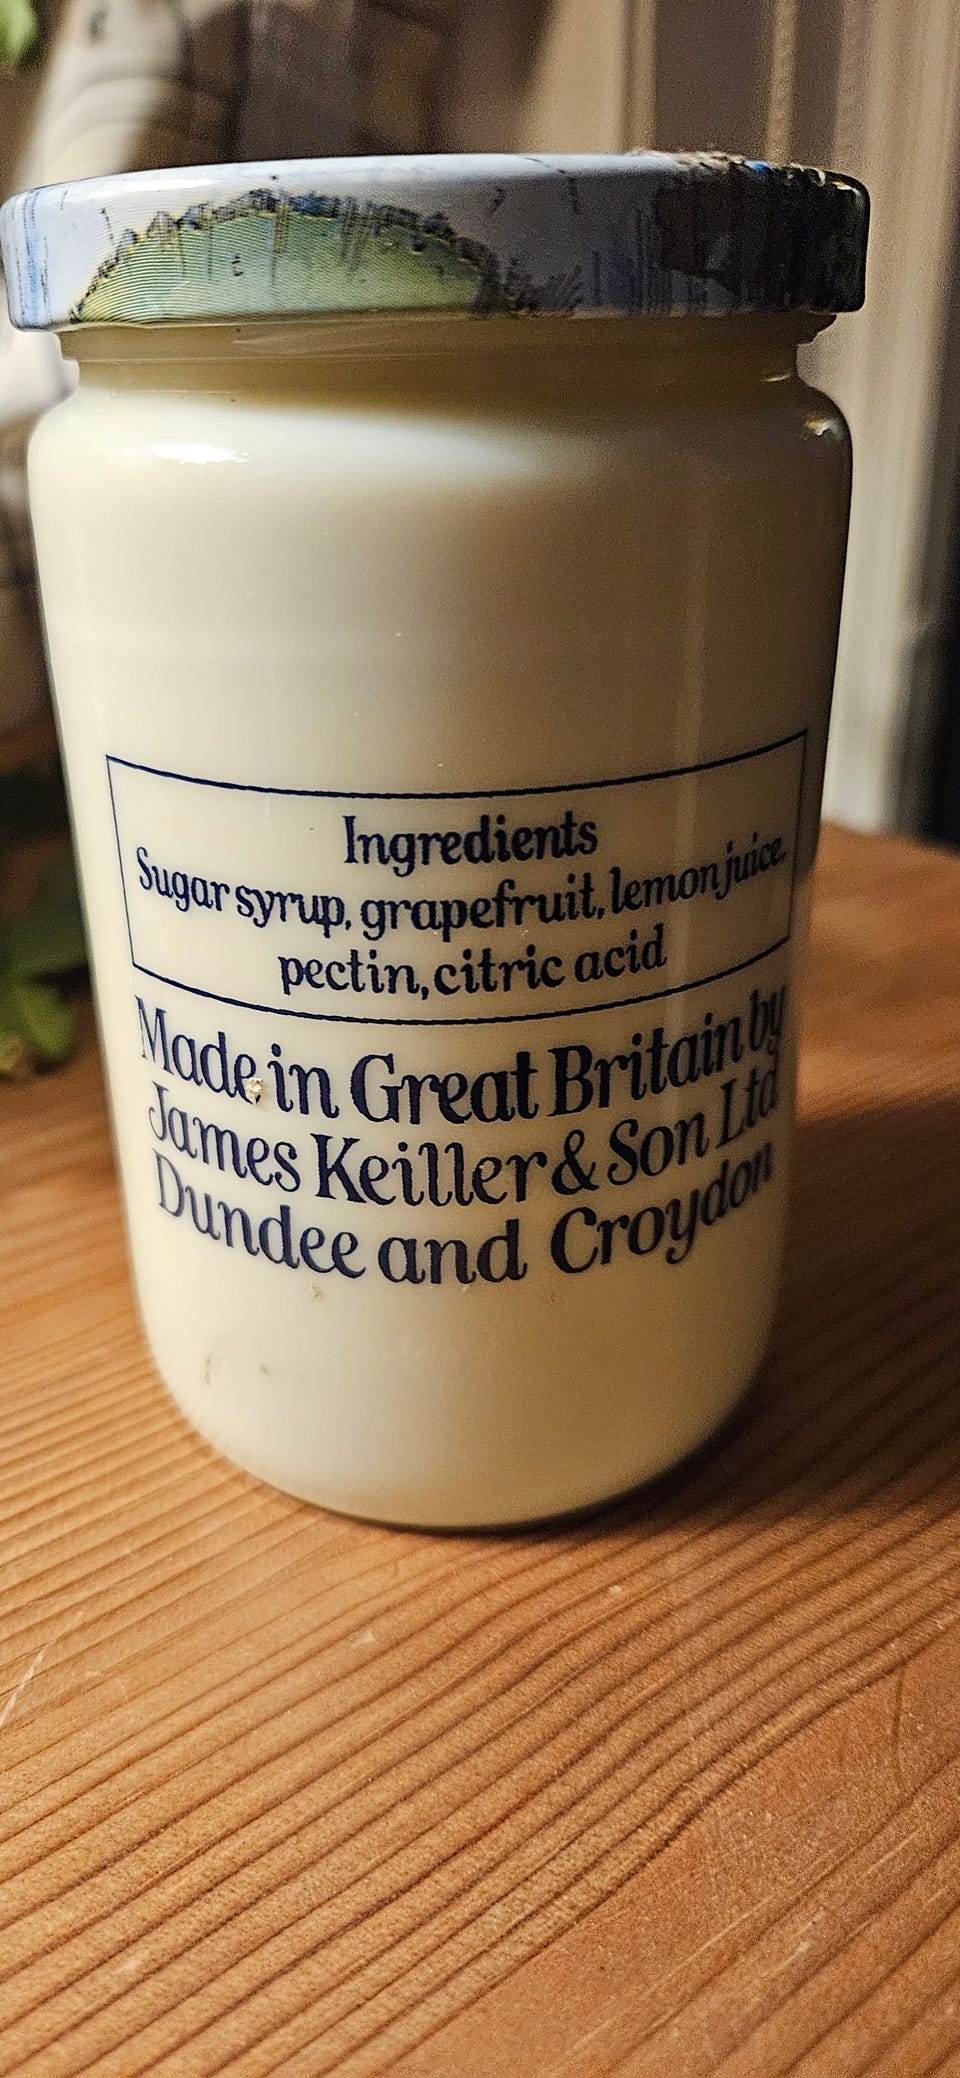 Ingredients
Sugar syrup, grapefruit, lemon juice,
pectin, citric acid
Made in Great Britain by
James Keiller & Son Ltd
Dundee and Croydon